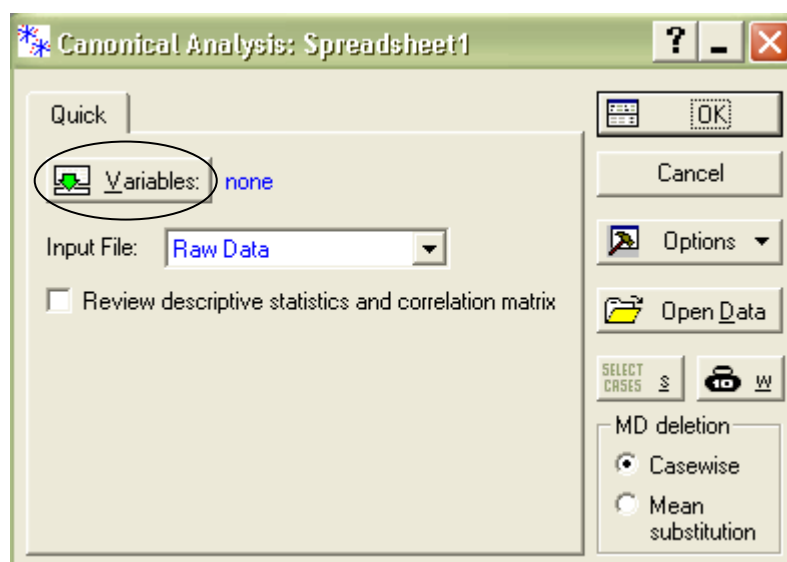 Canonical Analysis: Spreadsheet1
?
Quick
Variables: none
Input File: Raw Data
Review descriptive statistics and correlation matrix
OK
Cancel
Options
Open Data
SELECT
CASES S
W
MD deletion
Casewise
Mean
substitution